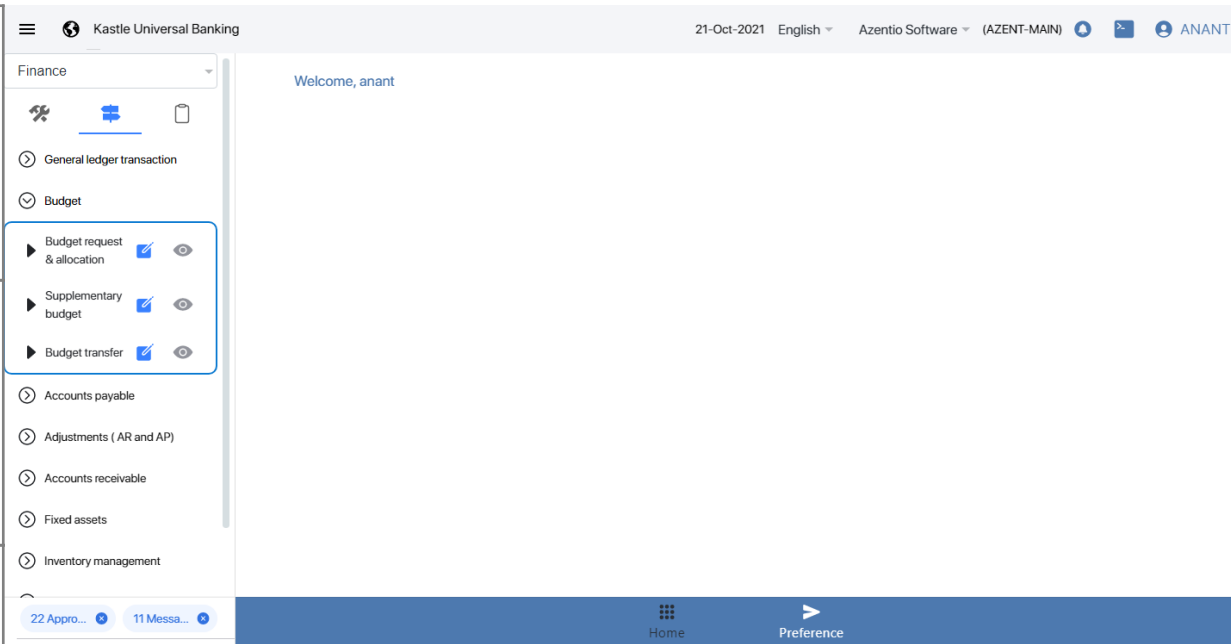 Kastle Universal Banking
21-Oct-2021 English Azentio Software (AZENT-MAIN) ANANT
Finance
Welcome, anant
General ledger transaction
Budget
Budget request
& allocation
Supplementary
budget
Budget transfer
Accounts payable
Adjustments ( AR and AP)
Accounts receivable
Fixed assets
Inventory management
22 Appro... 11 Messa...
Home
Preference